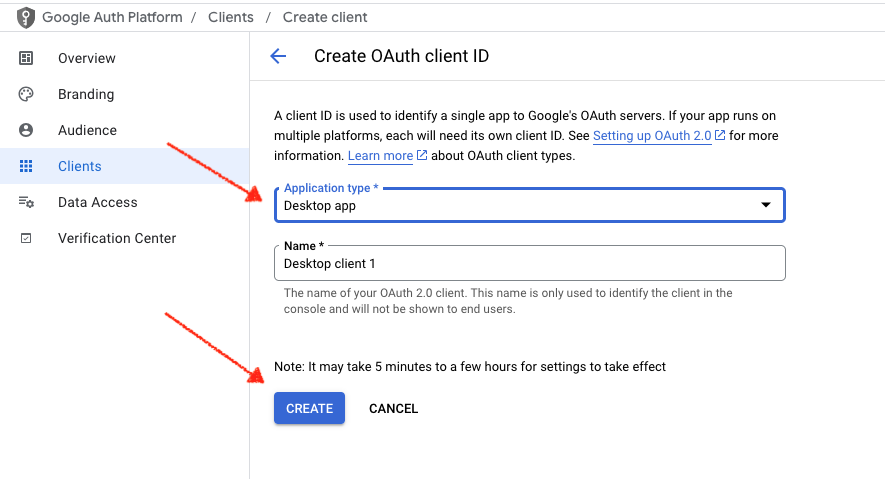 Google Auth Platform / Clients / Create client
Overview
Branding
Audience
Clients
Data Access
Verification Center
Create OAuth client ID
A client ID is used to identify a single app to Google's OAuth servers. If your app runs on
multiple platforms, each will need its own client ID. See Setting up OAuth 2.0 for more
information. Learn more about OAuth client types.
Application type *
Desktop app
Name *
Desktop client 1
The name of your OAuth 2.0 client. This name is only used to identify the client in the
console and will not be shown to end users.
Note: It may take 5 minutes to a few hours for settings to take effect
CREATE CANCEL